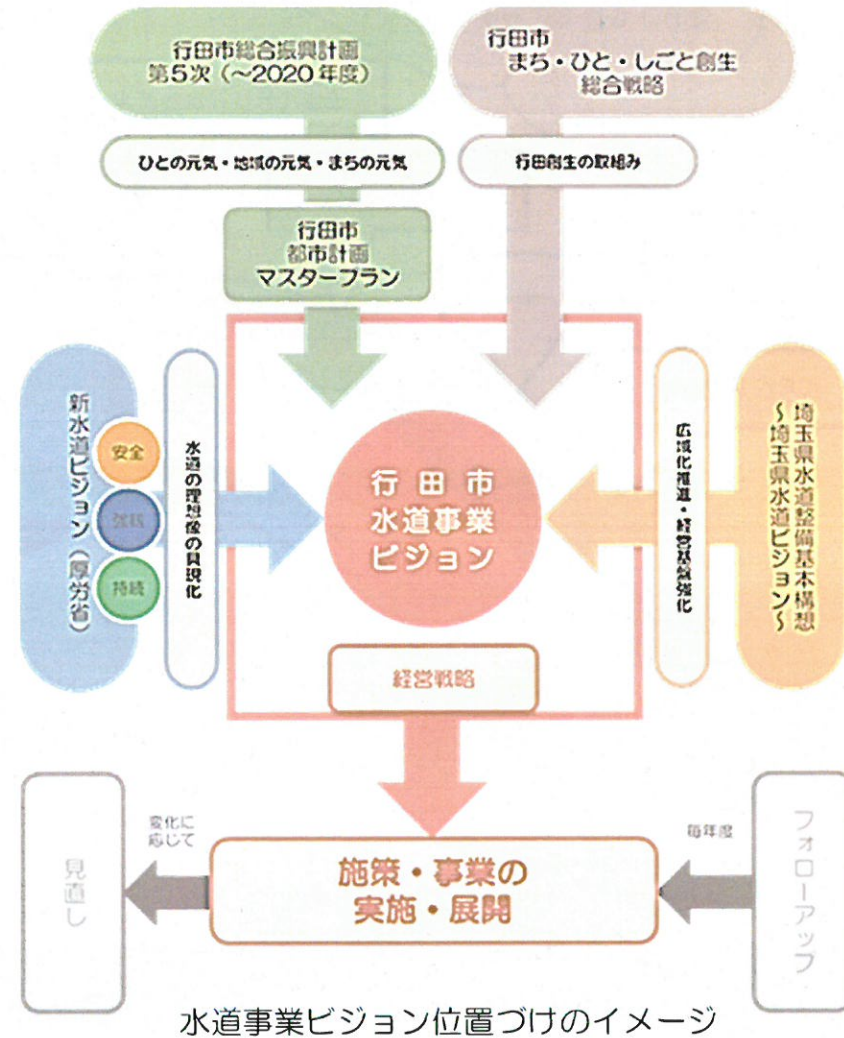 行田市総合振興計画
第5次（～2020年度）
行田市
まち・ひと・しごと創生
総合戦略
ひとの元気・地域の元気・まちの元気
行田創生の取組み
行田市
都市計画
マスタープラン
新水道ビジョン（厚労省）
安全
強靱
持続
水道の理想像の具現化
行田市
水道事業
ビジョン
広域化推進・経営基盤強化
埼玉県水道整備基本構想
～埼玉県水道ビジョン～
経営戦略
見直し
変化に
応じて
施策・事業の
実施・展開
毎年度
フォローアップ
水道事業ビジョン位置づけのイメージ